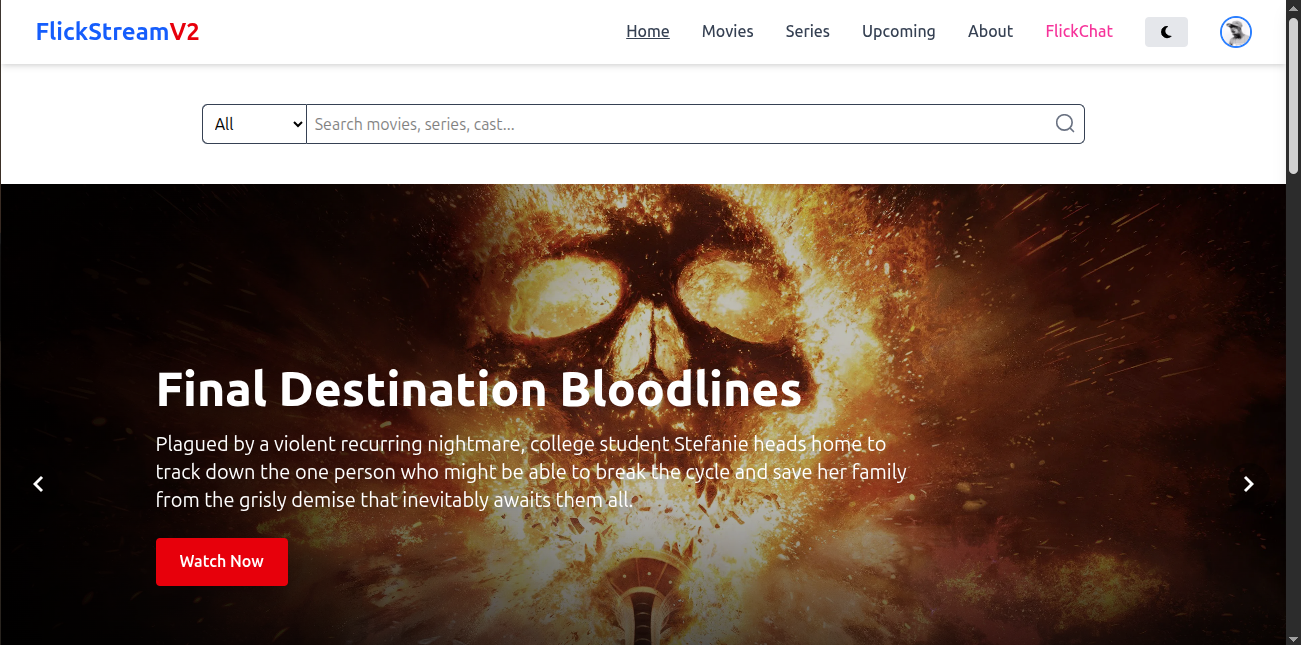 FlickStreamV2
Home Movies Series Upcoming About FlickChat
All Search movies, series, cast...
Final Destination Bloodlines
Plagued by a violent recurring nightmare, college student Stefanie heads home to
track down the one person who might be able to break the cycle and save her family
from the grisly demise that inevitably awaits them all.
Watch Now